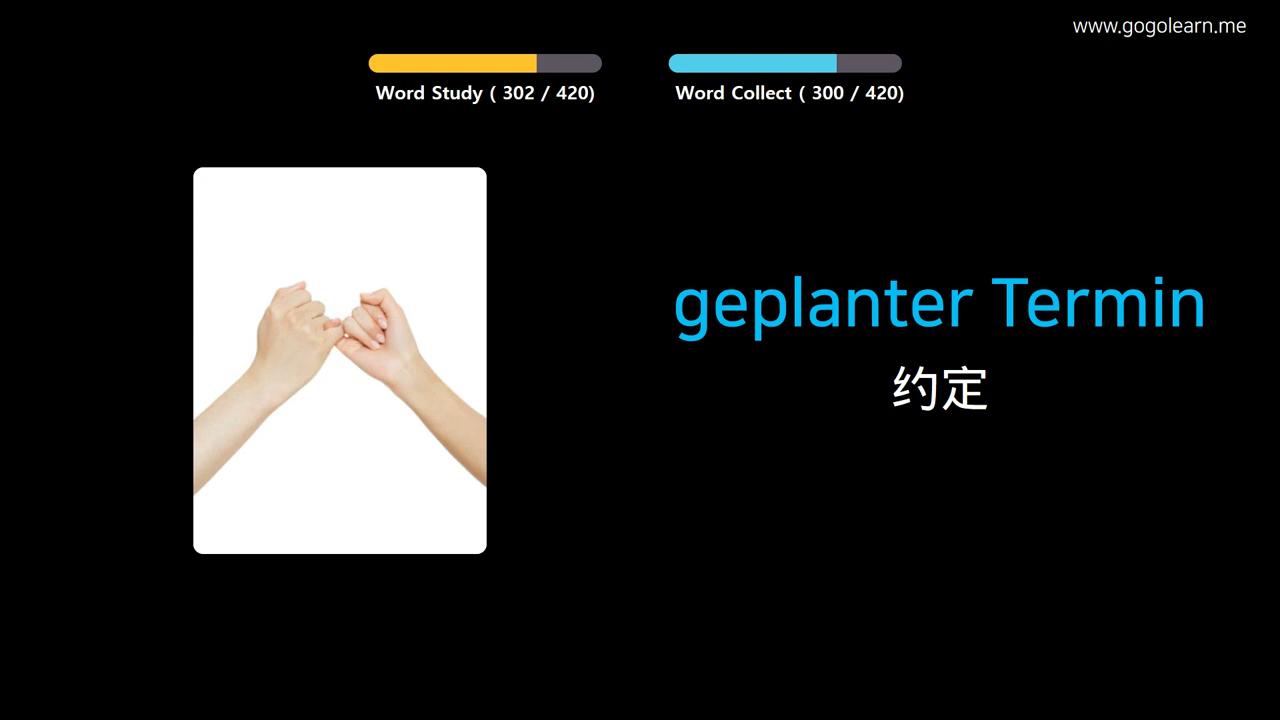 www.gogolearn.me
Word Study ( 302 / 420)
Word Collect ( 300 / 420)
geplanter Termin
约定